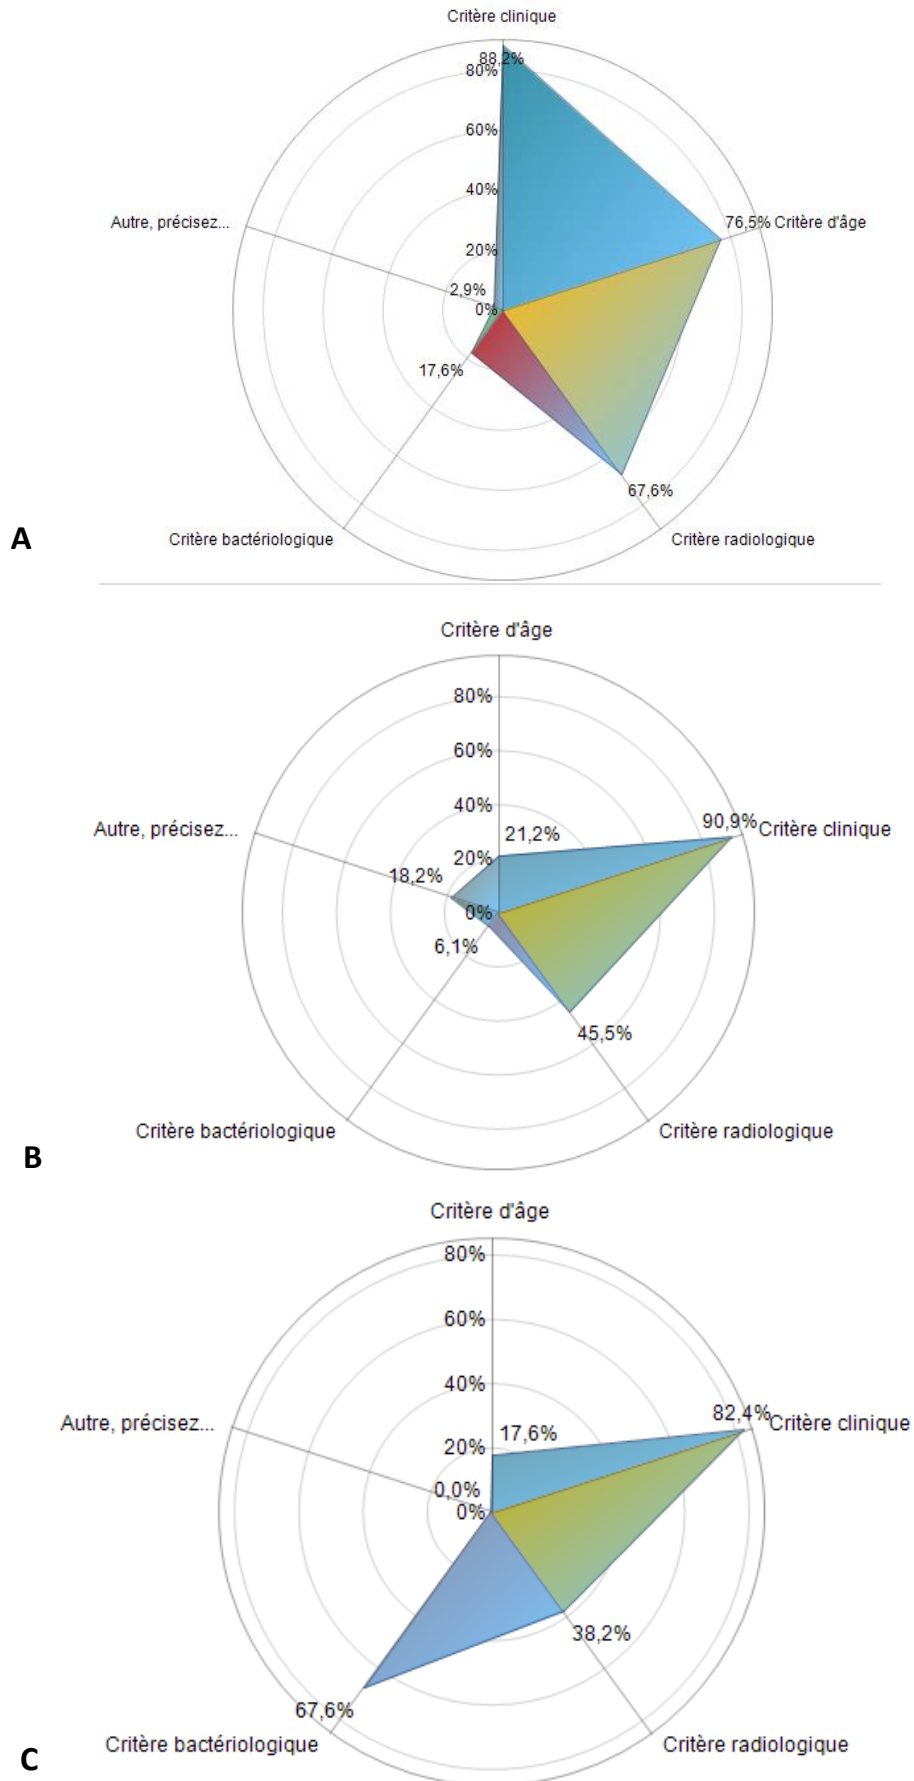 Critère clinique
88,2%
80%
60%
40%
20%
0%
76,5% Critère d'âge
Autre, précisez...
2,9%
17,6%
67,6%
Critère bactériologique
Critère radiologique
A
Critère d'âge
80%
60%
40%
20%
0%
21,2%
90,9% Critère clinique
Autre, précisez...
18,2%
6,1%
45,5%
Critère bactériologique
Critère radiologique
B
Critère d'âge
80%
60%
40%
20%
0%
17,6%
82,4% Critère clinique
Autre, précisez...
0,0%
38,2%
67,6%
Critère bactériologique
Critère radiologique
C